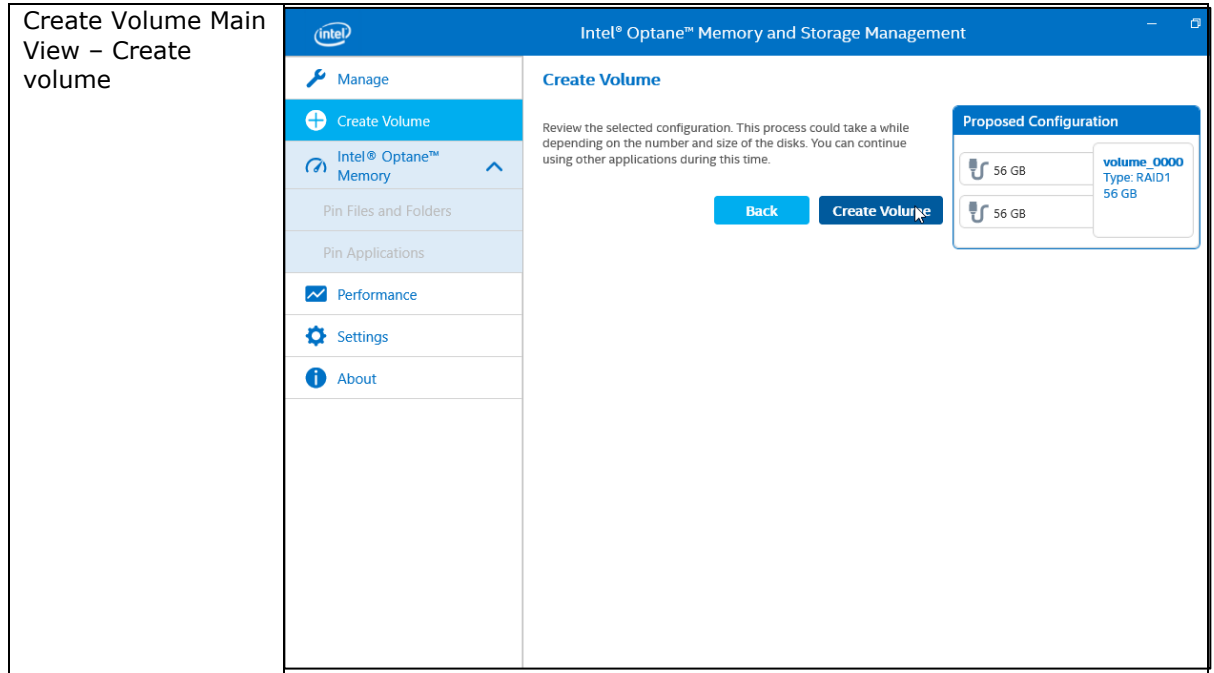 Create Volume Main
View – Create
volume
intel
Intel® Optane™ Memory and Storage Management
Manage
Create Volume
Intel® Optane™
Memory
Pin Files and Folders
Pin Applications
Performance
Settings
About
Create Volume
Review the selected configuration. This process could take a while
depending on the number and size of the disks. You can continue
using other applications during this time.
Back
Create Volume
Proposed Configuration
56 GB
56 GB
volume_0000
Type: RAID1
56 GB